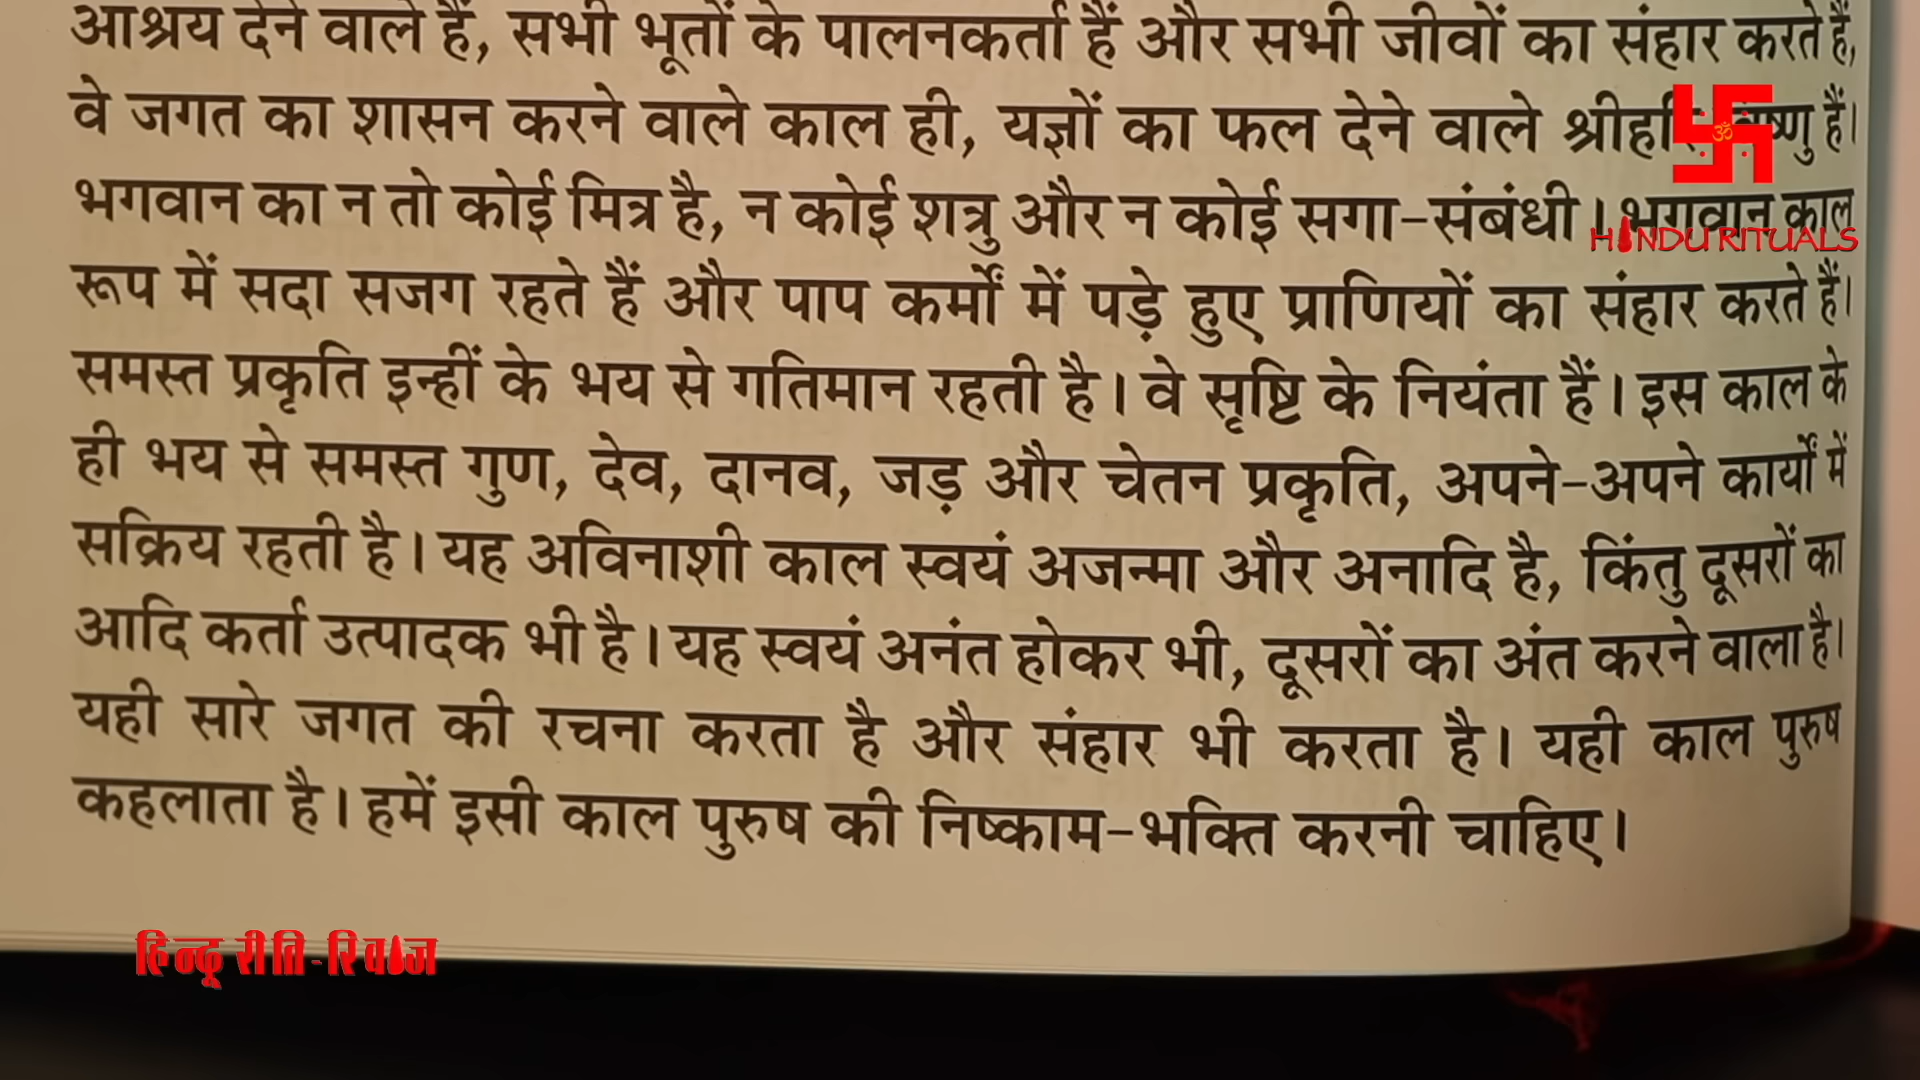 आश्रय देने वाले हैं, सभी भूतों के पालनकर्ता हैं और सभी जीवों का संहार करते हैं,
वे जगत का शासन करने वाले काल ही, यज्ञों का फल देने वाले हैं।
भगवान का न तो कोई मित्र है, न कोई शत्रु और न कोई सगा-संबंधी। भगवान काल
HINDU RITUALS
रूप में सदा सजग रहते हैं और पाप कर्मों में पड़े हुए प्राणियों का संहार करते हैं।
समस्त प्रकृति इन्हीं के भय से गतिमान रहती है। वे सृष्टि के नियंता हैं। इस काल के
ही भय से समस्त गुण, देव, दानव, जड़ और चेतन प्रकृति, अपने-अपने कार्यों में
सक्रिय रहती है। यह अविनाशी काल स्वयं अजन्मा और अनादि है, किंतु दूसरों का
आदि कर्ता उत्पादक भी है। यह स्वयं अनंत होकर भी, दूसरों का अंत करने वाला है।
यही सारे जगत की रचना करता है और संहार भी करता है। यही काल पुरुष
कहलाता है। हमें इसी काल पुरुष की निष्काम-भक्ति करनी चाहिए।
हिन्दू रीति-रिवाज